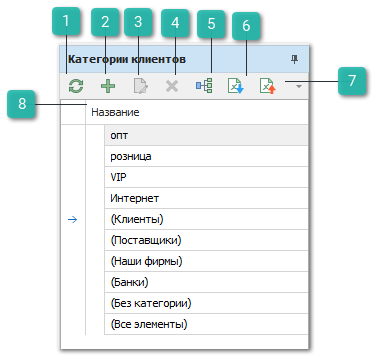 1 2 3 4 5 6
Категории клиентов
7
8
Название
опт
розница
VIP
Интернет
(Клиенты)
(Поставщики)
(Наши фирмы)
(Банки)
(Без категории)
(Все элементы)